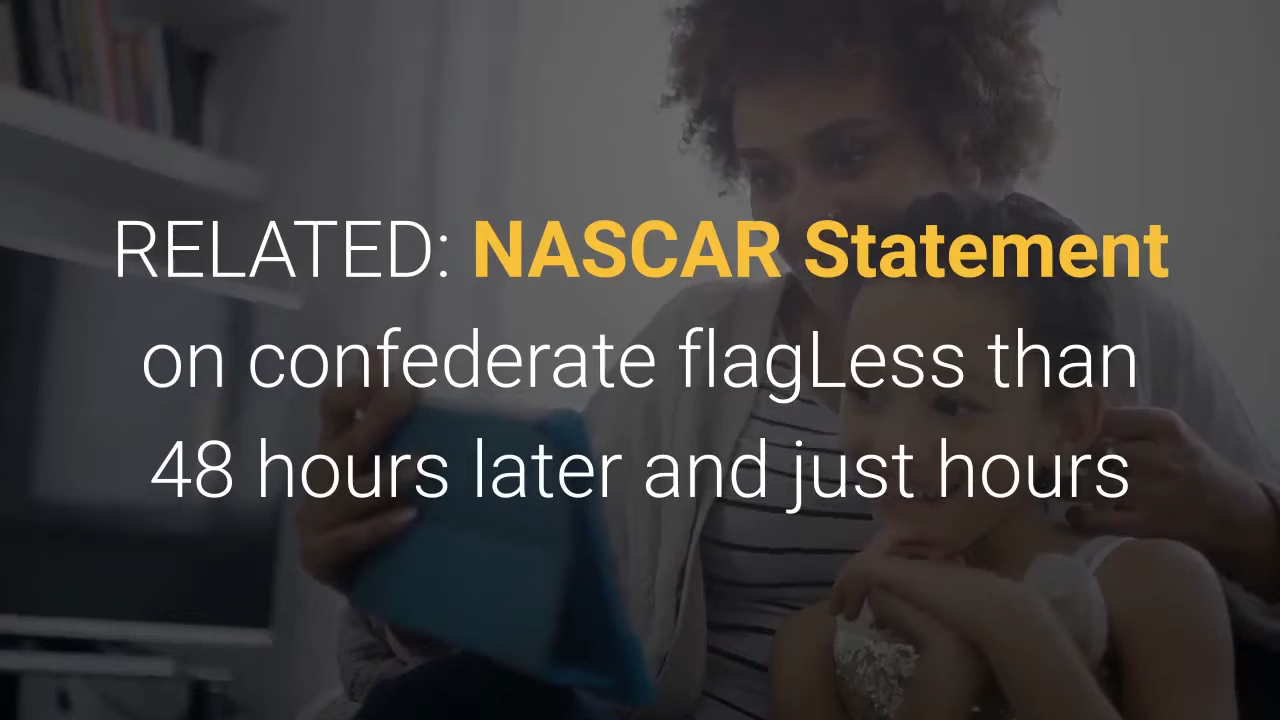 RELATED: NASCAR Statement
on confederate flagLess than
48 hours later and just hours